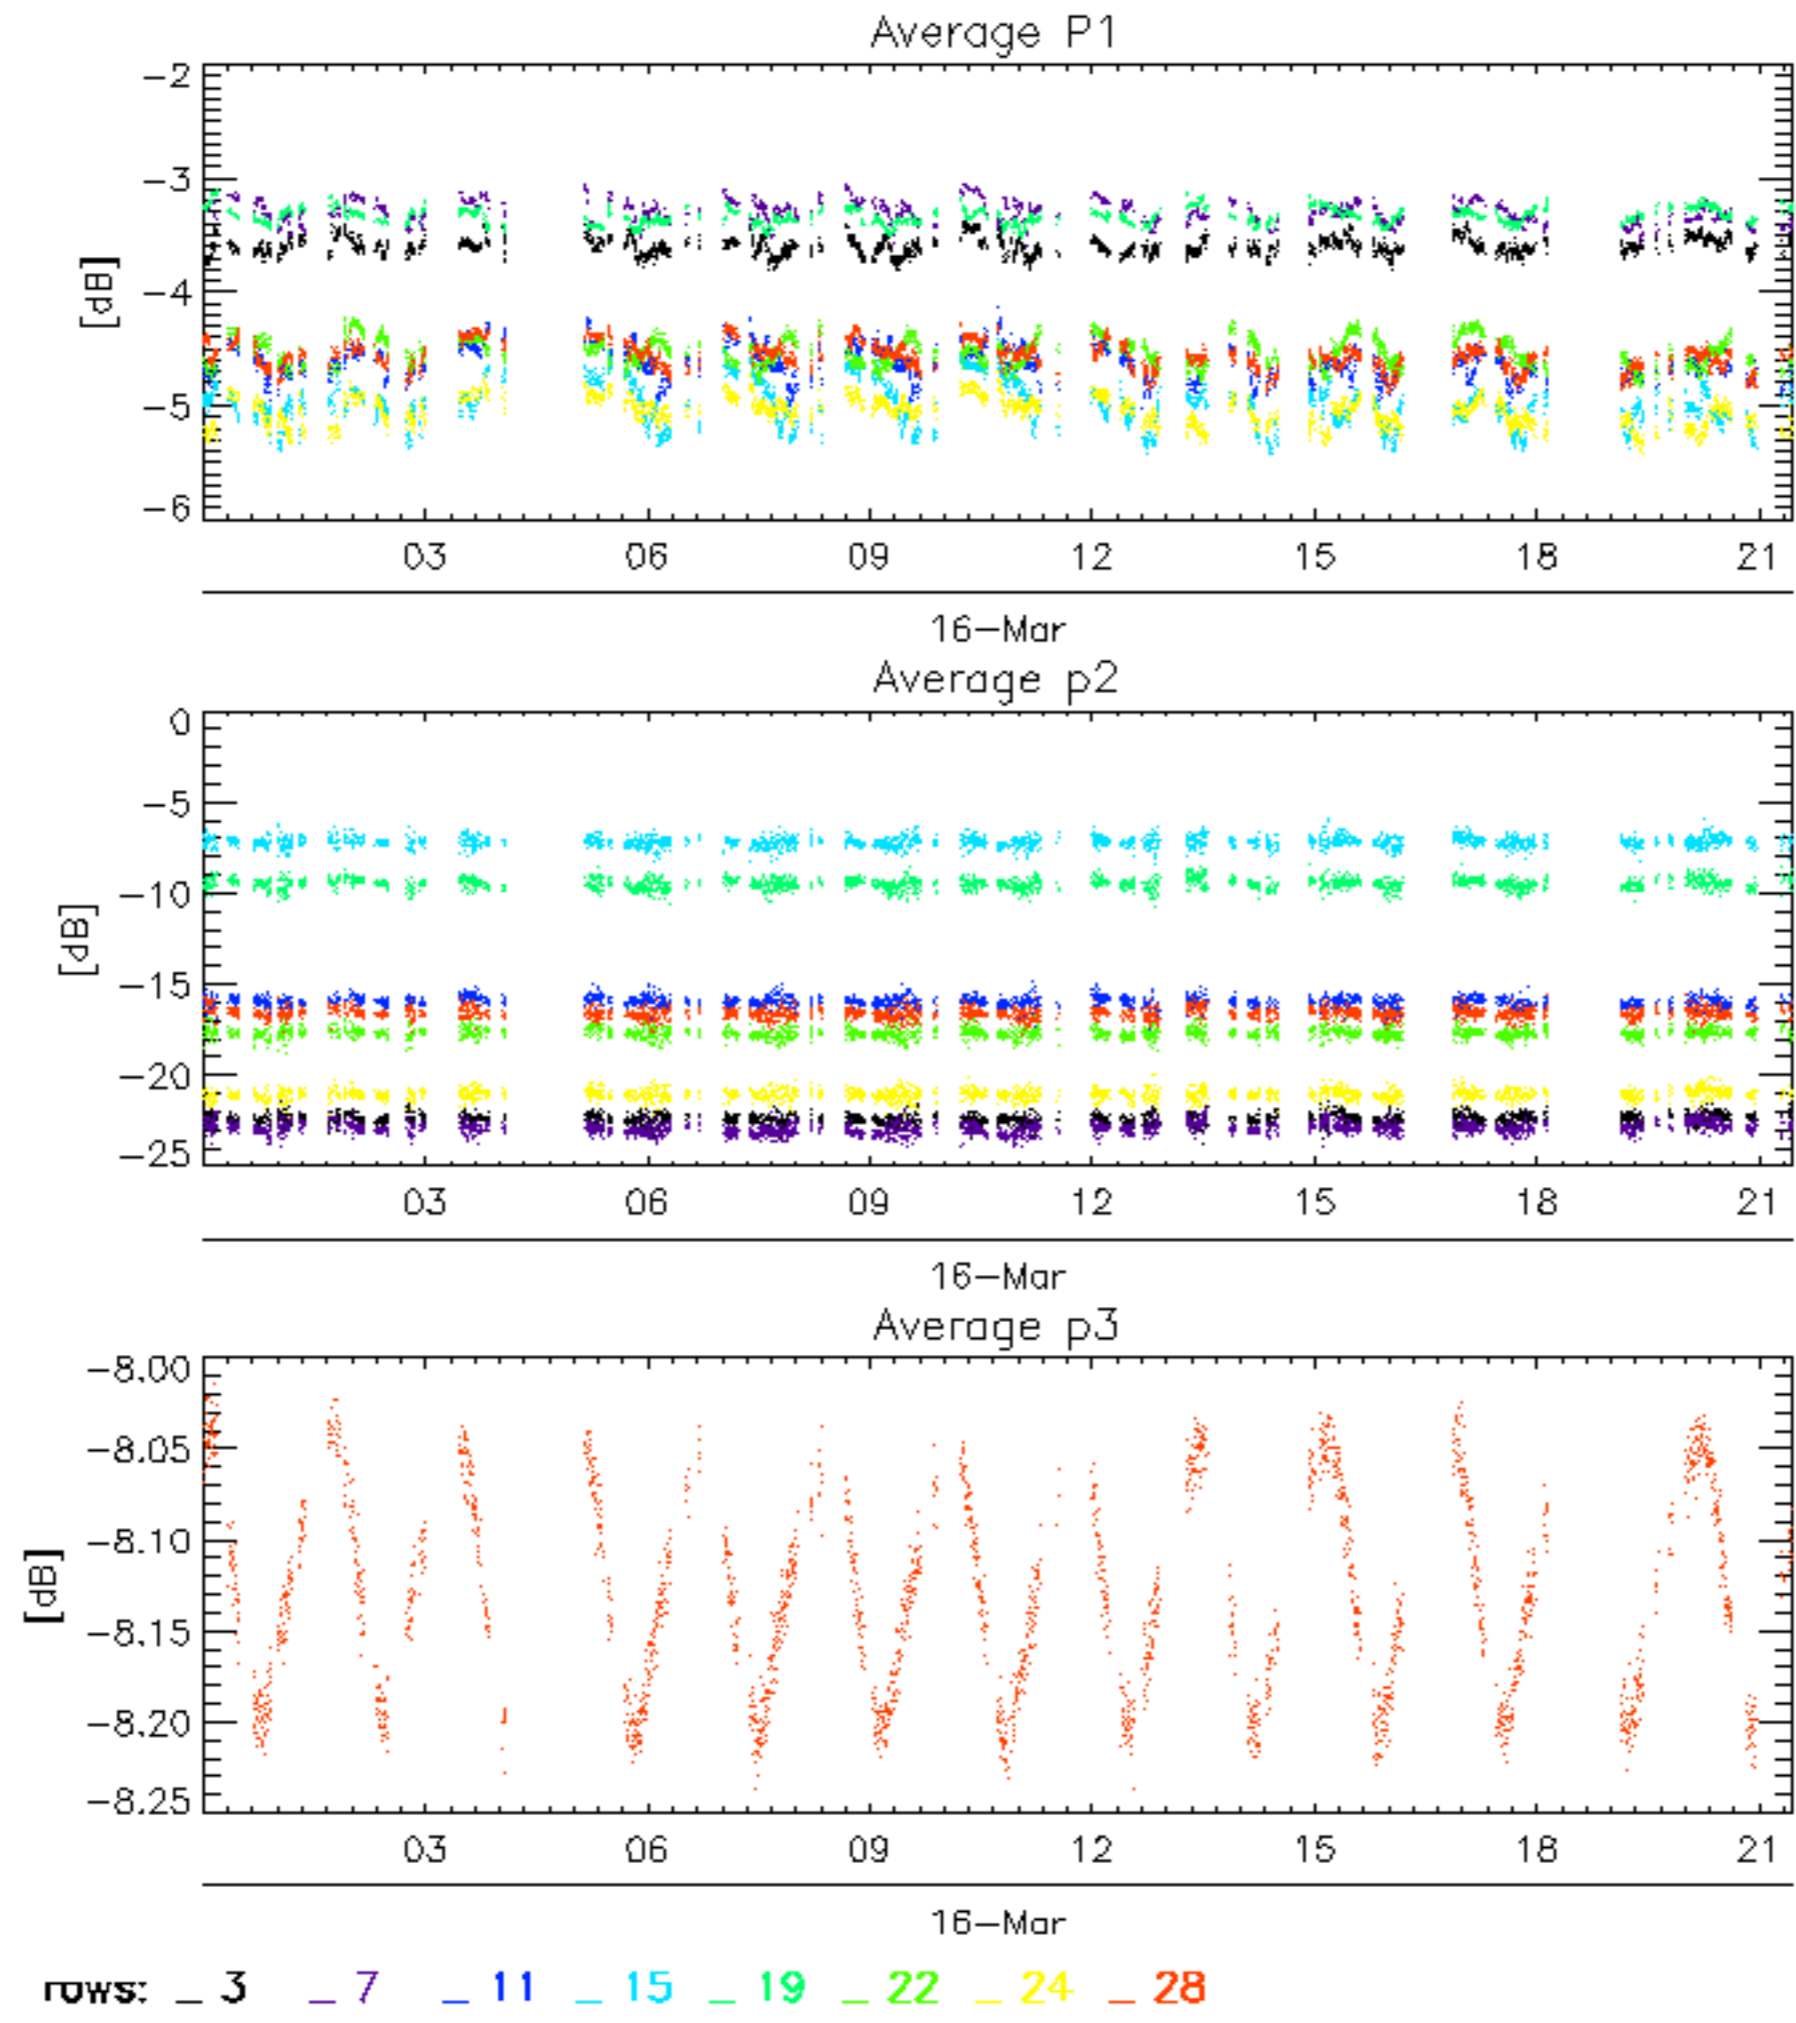 Average P1
−2
−3
−4
−5
−6
[dB]
03 06 09 12 15 18 21
16−Mar
Average p2
0
−5
−10
−15
−20
−25
[dB]
03 06 09 12 15 18 21
16−Mar
Average p3
−8.00
−8.05
−8.10
−8.15
−8.20
−8.25
[dB]
03 06 09 12 15 18 21
16−Mar
rows: _ 3 _ 7 _ 11 _ 15 _ 19 _ 22 _ 24 _ 28